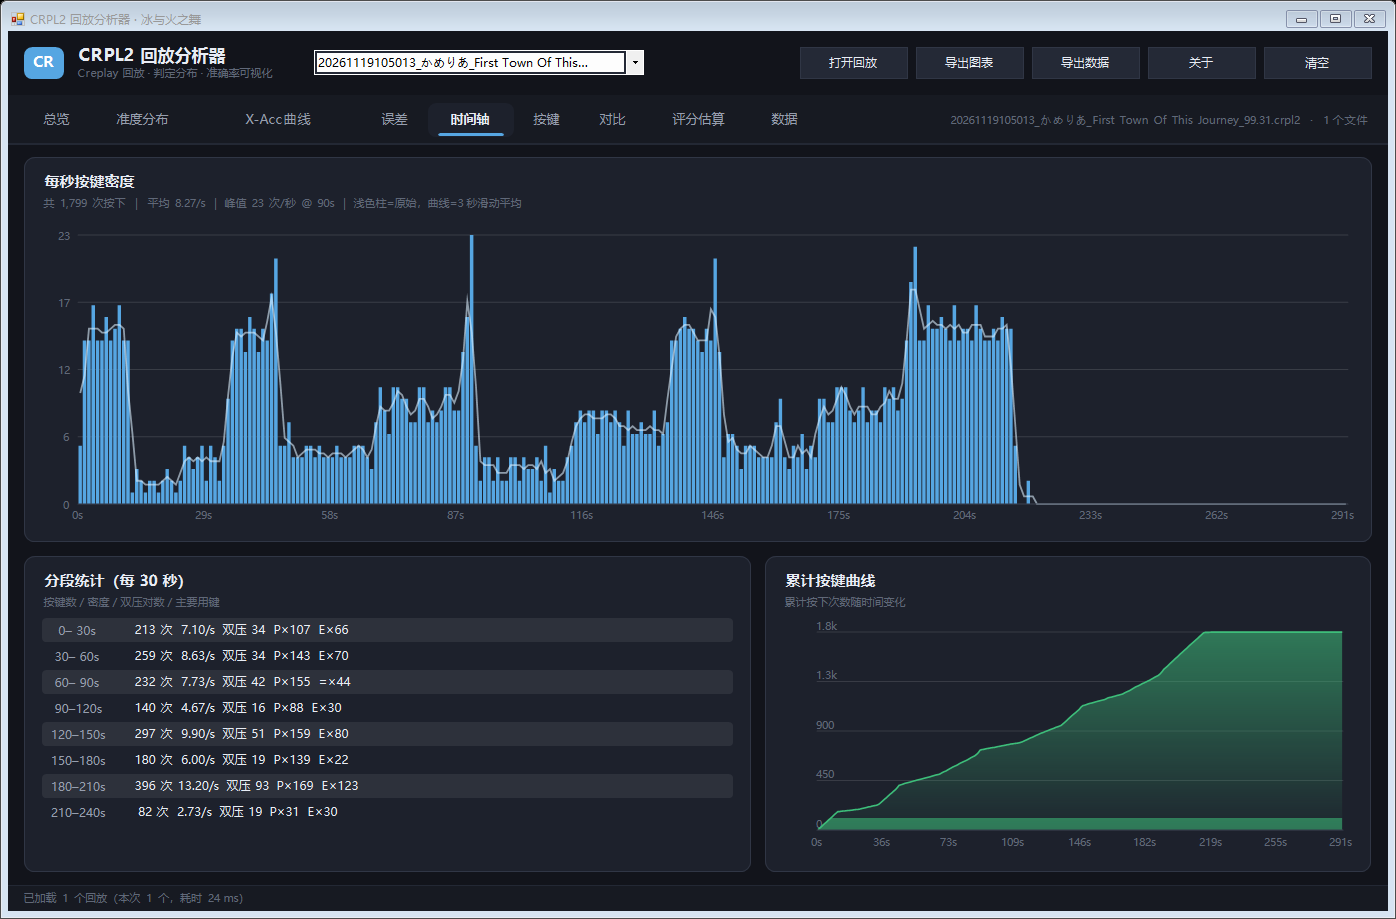 CRPL2 回放分析器 · 冰与火之舞
CR
CRPL2 回放分析器
Creplay 回放 · 判定分布 · 准确率可视化
20261119105013_かめりあ_First Town Of This...
打开回放
导出图表
导出数据
关于
清空
总览
准度分布
X-Acc曲线
误差
时间轴
按键
对比
评分估算
数据
20261119105013_かめりあ_First Town Of This Journey_99.31.crpl2 · 1 个文件
每秒按键密度
共 1,799 次按下 | 平均 8.27/s | 峰值 23 次/秒 @ 90s | 浅色柱=原始，曲线=3 秒滑动平均
23
17
12
6
0
0s 29s 58s 87s 116s 146s 175s 204s 233s 262s 291s
分段统计（每 30 秒）
按键数 / 密度 / 双压对数 / 主要用键
0– 30s 213 次 7.10/s 双压 34 P×107 E×66
30– 60s 259 次 8.63/s 双压 34 P×143 E×70
60– 90s 232 次 7.73/s 双压 42 P×155 =×44
90–120s 140 次 4.67/s 双压 16 P×88 E×30
120–150s 297 次 9.90/s 双压 51 P×159 E×80
150–180s 180 次 6.00/s 双压 19 P×139 E×22
180–210s 396 次 13.20/s 双压 93 P×169 E×123
210–240s 82 次 2.73/s 双压 19 P×31 E×30
累计按键曲线
累计按下次数随时间变化
1.8k
1.3k
900
450
0
0s 36s 73s 109s 146s 182s 219s 255s 291s
已加载 1 个回放（本次 1 个，耗时 24 ms）